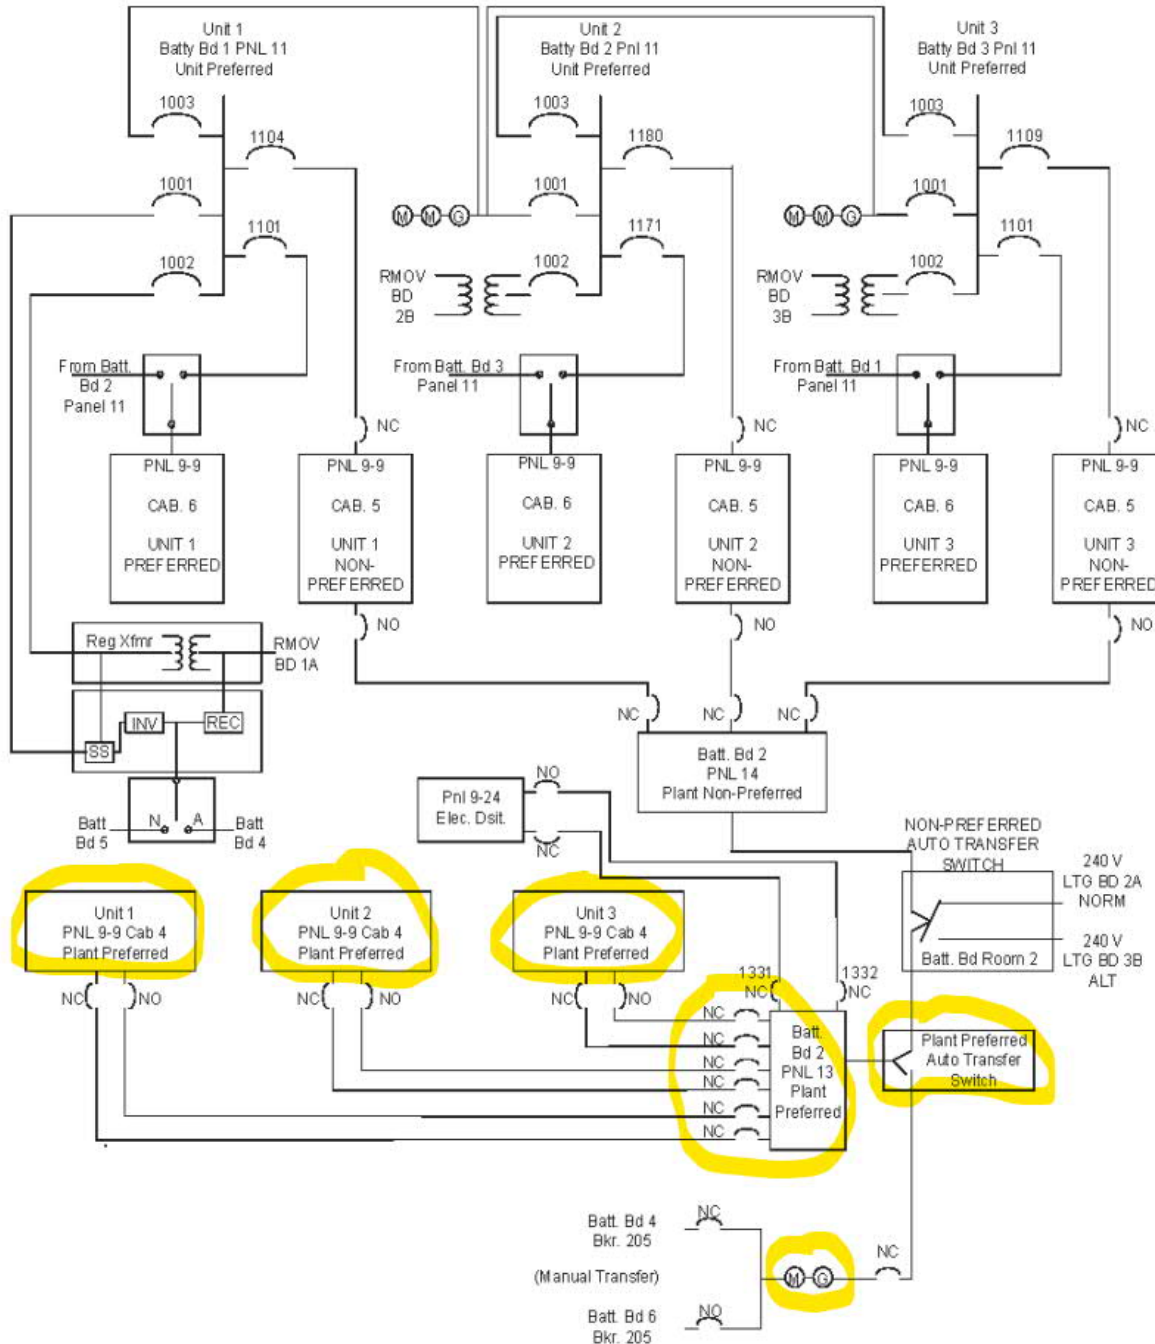 Unit 1
Batty Bd 1 PNL 11
Unit Preferred
Unit 2
Batty Bd 2 Pnl 11
Unit Preferred
Unit 3
Batty Bd 3 Pnl 11
Unit Preferred
1003
1104
1001
1101
1002
1003
1180
1001
M M G
1171
1002
RMOV
BD
2B
1003
1109
1001
M M G
1101
1002
RMOV
BD
3B
From Batt.
Bd 2
Panel 11
From Batt. Bd 3
Panel 11
From Batt. Bd 1
Panel 11
NC
NC
NC
PNL 9-9
CAB. 6
UNIT 1
PREFERRED
PNL 9-9
CAB. 5
UNIT 1
NON-
PREFERRED
PNL 9-9
CAB. 6
UNIT 2
PREFERRED
PNL 9-9
CAB. 5
UNIT 2
NON-
PREFERRED
PNL 9-9
CAB. 6
UNIT 3
PREFERRED
PNL 9-9
CAB. 5
UNIT 3
NON-
PREFERRED
NO
NO
NO
Reg Xfmr
RMOV
BD 1A
INV
REC
SS
N A
Batt
Bd 5
Batt
Bd 4
NC
NC
NC
Batt. Bd 2
PNL 14
Plant Non-Preferred
Pnl 9-24
Elec. Dsit.
NO
NC
NON-PREFERRED
AUTO TRANSFER
SWITCH
240 V
LTG BD 2A
NORM
240 V
LTG BD 3B
ALT
Batt. Bd Room 2
Unit 1
PNL 9-9 Cab 4
Plant Preferred
Unit 2
PNL 9-9 Cab 4
Plant Preferred
Unit 3
PNL 9-9 Cab 4
Plant Preferred
NC NO
NC NO
NC NO
1331
NC
1332
NC
NC
NC
NC
NC
NC
NC
Batt.
Bd 2
PNL 13
Plant
Preferred
Plant Preferred
Auto Transfer
Switch
Batt. Bd 4
Bkr. 205
NC
(Manual Transfer)
M G
NC
Batt. Bd 6
Bkr. 205
NO